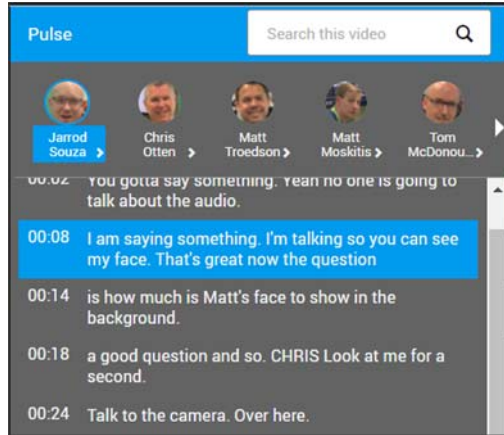 Pulse
Search this video
Jarrod
Souza
Chris
Otten
Matt
Troedson
Matt
Moskitis
Tom
McDonou...
00:02 You gotta say something. Yeah no one is going to
talk about the audio.
00:08 I am saying something. I'm talking so you can see
my face. That's great now the question
00:14 is how much is Matt's face to show in the
background.
00:18 a good question and so. CHRIS Look at me for a
second.
00:24 Talk to the camera. Over here.